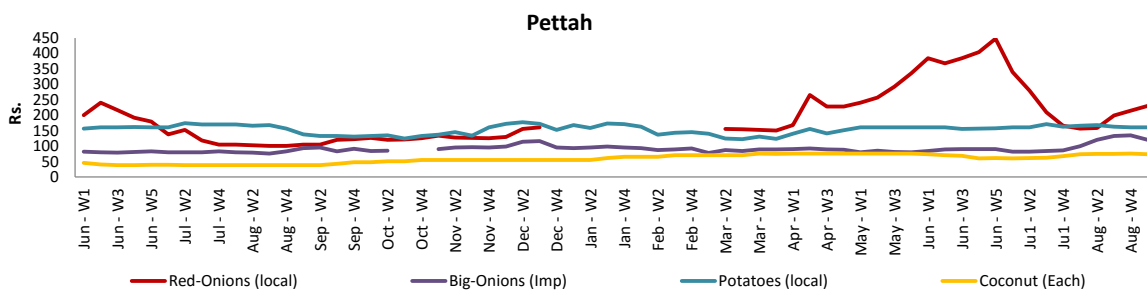 Pettah
Rs.
450
400
350
300
250
200
150
100
50
0
Jun - W1
Jun - W3
Jun - W5
Jul - W2
Jul - W4
Aug - W2
Aug - W4
Sep - W2
Sep - W4
Oct - W2
Oct - W4
Nov - W2
Nov - W4
Dec - W2
Dec - W4
Jan - W2
Jan - W4
Feb - W2
Feb - W4
Mar - W2
Mar - W4
Apr - W1
Apr - W3
May - W1
May - W3
Jun - W1
Jun - W3
Jun - W5
Ju1 - W2
Ju1 - W4
Aug - W2
Aug - W4
Red-Onions (local)
Big-Onions (Imp)
Potatoes (local)
Coconut (Each)